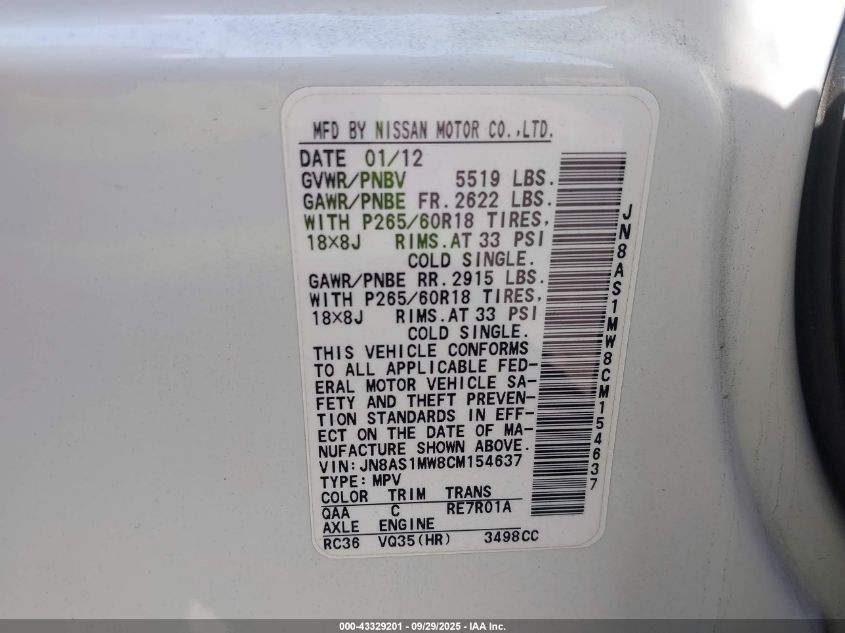 MFD BY NISSAN MOTOR CO.,LTD.
DATE 01/12
GVWR/PNBV 5519 LBS.
GAWR/PNBE FR. 2622 LBS.
WITH P265/60R18 TIRES,
18×8J RIMS. AT 33 PSI
COLD SINGLE.
GAWR/PNBE RR. 2915 LBS.
WITH P265/60R18 TIRES,
18×8J RIMS. AT 33 PSI
COLD SINGLE.
THIS VEHICLE CONFORMS
TO ALL APPLICABLE FED-
ERAL MOTOR VEHICLE SA-
FETY AND THEFT PREVEN-
TION STANDARDS IN EFF-
ECT ON THE DATE OF MA-
NUFACTURE SHOWN ABOVE.
VIN:JN8AS1MW8CM154637
TYPE:MPV
COLOR TRIM TRANS
QAA C RE7R01A
AXLE ENGINE
RC36 VQ35(HR) 3498CC
JN8AS1MW8CM154637
000-43329201 - 09/29/2025 - IAA Inc.